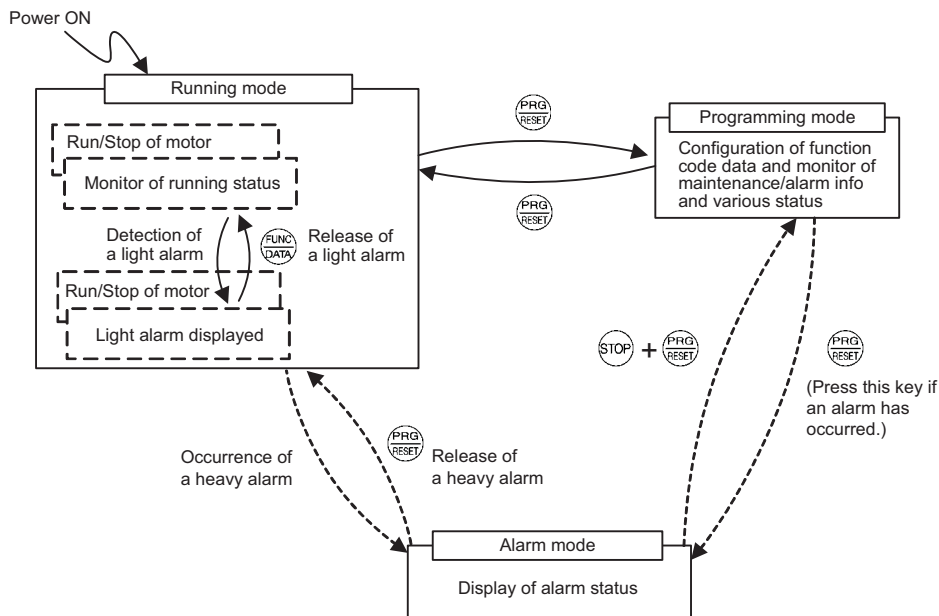 Power ON
Running mode
Run/Stop of motor
Monitor of running status
Detection of
a light alarm
FUNC
DATA
Release of
a light alarm
Run/Stop of motor
Light alarm displayed
PRG
RESET
PRG
RESET
Programming mode
Configuration of function
code data and monitor of
maintenance/alarm info
and various status
STOP + PRG
RESET
PRG
RESET
(Press this key if
an alarm has
occurred.)
Occurrence of
a heavy alarm
PRG
RESET
Release of
a heavy alarm
Alarm mode
Display of alarm status